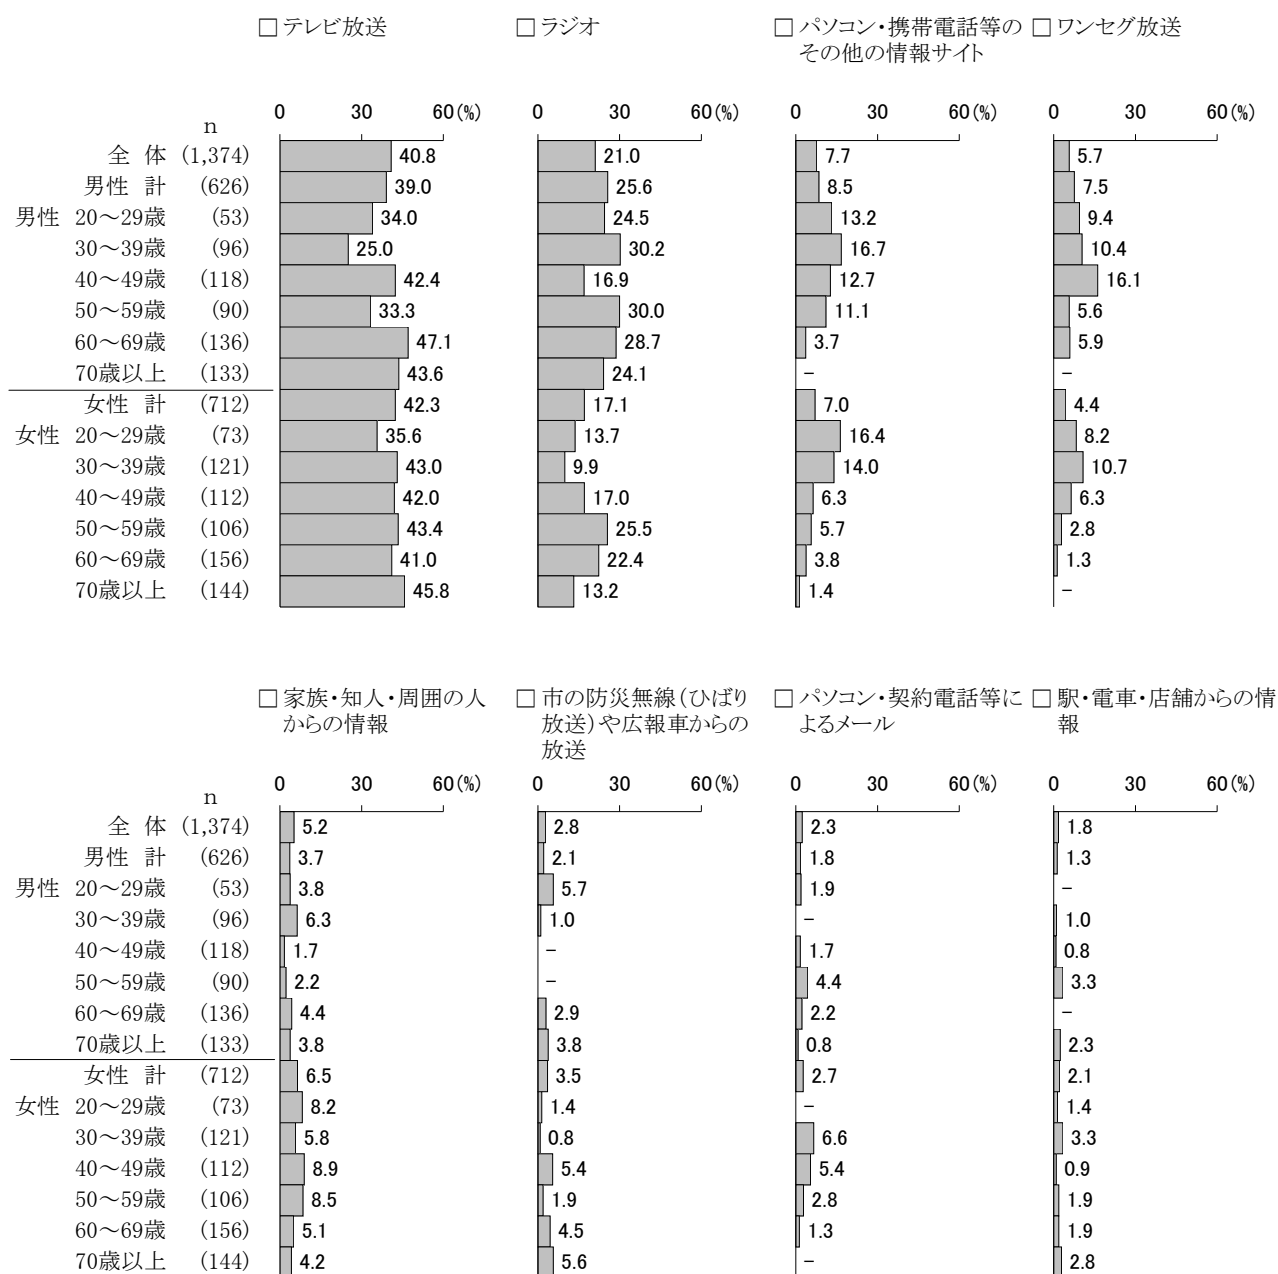 □ テレビ放送 □ ラジオ □ パソコン・携帯電話等の □ ワンセグ放送
その他の情報サイト
0 30 60(%) 0 30 60(%) 0 30 60(%) 0 30 60(%)
n
全 体 (1,374) 40.8 21.0 7.7 5.7
男性 計 (626) 39.0 25.6 8.5 7.5
男性 20～29歳 (53) 34.0 24.5 13.2 9.4
30～39歳 (96) 25.0 30.2 16.7 10.4
40～49歳 (118) 42.4 16.9 12.7 16.1
50～59歳 (90) 33.3 30.0 11.1 5.6
60～69歳 (136) 47.1 28.7 3.7 5.9
70歳以上 (133) 43.6 24.1 － －
女性 計 (712) 42.3 17.1 7.0 4.4
女性 20～29歳 (73) 35.6 13.7 16.4 8.2
30～39歳 (121) 43.0 9.9 14.0 10.7
40～49歳 (112) 42.0 17.0 6.3 6.3
50～59歳 (106) 43.4 25.5 5.7 2.8
60～69歳 (156) 41.0 22.4 3.8 1.3
70歳以上 (144) 45.8 13.2 1.4 －
□ 家族・知人・周囲の人 □ 市の防災無線（ひばり □ パソコン・契約電話等に □ 駅・電車・店舗からの情
からの情報 放送）や広報車からの よるメール 報
放送
0 30 60(%) 0 30 60(%) 0 30 60(%) 0 30 60(%)
n
全 体 (1,374) 5.2 2.8 2.3 1.8
男性 計 (626) 3.7 2.1 1.8 1.3
男性 20～29歳 (53) 3.8 5.7 1.9 －
30～39歳 (96) 6.3 1.0 － 1.0
40～49歳 (118) 1.7 － 1.7 0.8
50～59歳 (90) 2.2 － 4.4 3.3
60～69歳 (136) 4.4 2.9 2.2 －
70歳以上 (133) 3.8 3.8 0.8 2.3
女性 計 (712) 6.5 3.5 2.7 2.1
女性 20～29歳 (73) 8.2 1.4 － 1.4
30～39歳 (121) 5.8 0.8 6.6 3.3
40～49歳 (112) 8.9 5.4 5.4 0.9
50～59歳 (106) 8.5 1.9 2.8 1.9
60～69歳 (156) 5.1 4.5 1.3 1.9
70歳以上 (144) 4.2 5.6 － 2.8